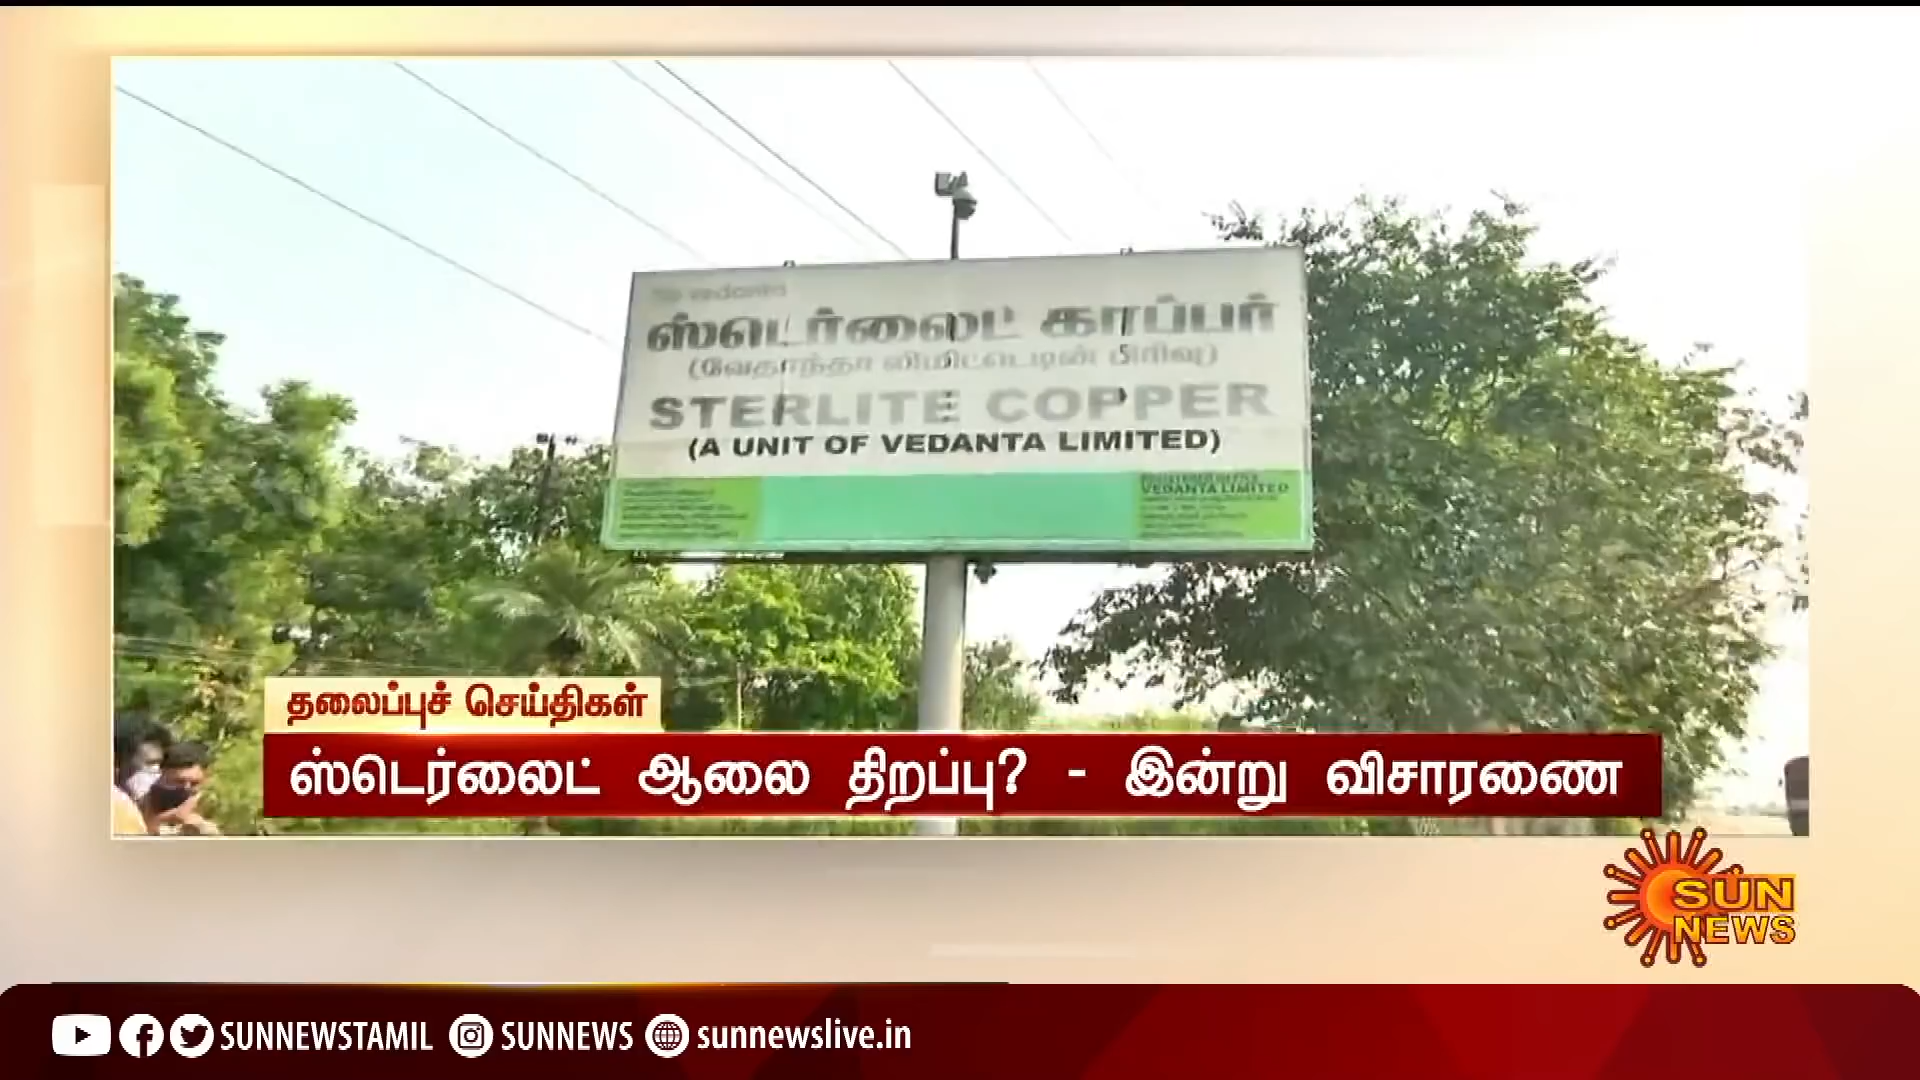 vedanta
ஸ்டெர்லைட் காப்பர்
(வேதாந்தா லிமிட்டெடின் பிரிவு)
STERLITE COPPER
(A UNIT OF VEDANTA LIMITED)
VEDANTA LIMITED
தலைப்புச் செய்திகள்
ஸ்டெர்லைட் ஆலை திறப்பு? - இன்று விசாரணை
SUN
NEWS
SUNNEWSTAMIL SUNNEWS sunnewslive.in